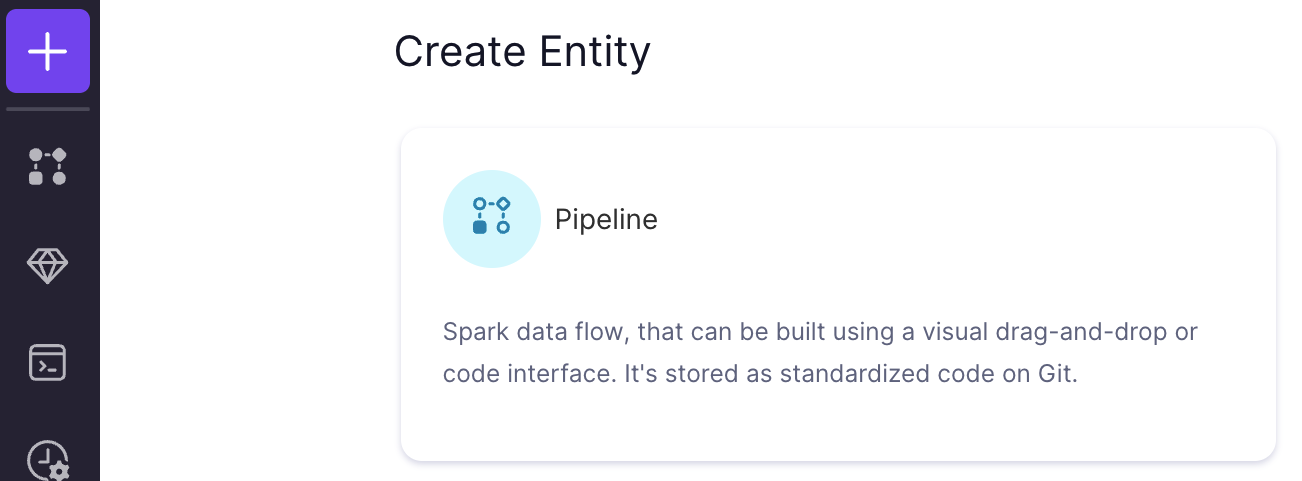 Create Entity
Pipeline
Spark data flow, that can be built using a visual drag-and-drop or
code interface. It's stored as standardized code on Git.